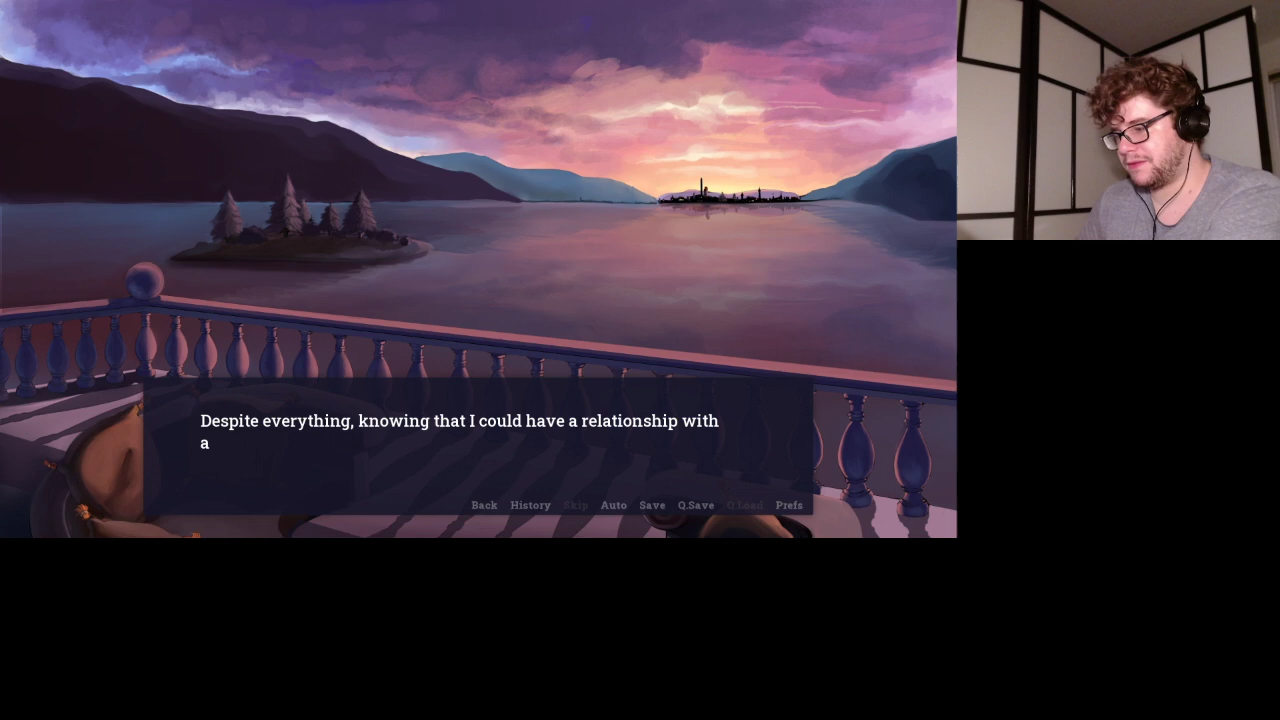 Despite everything, knowing that I could have a relationship with
a
Back History Skip Auto Save Q.Save Q.Load Prefs